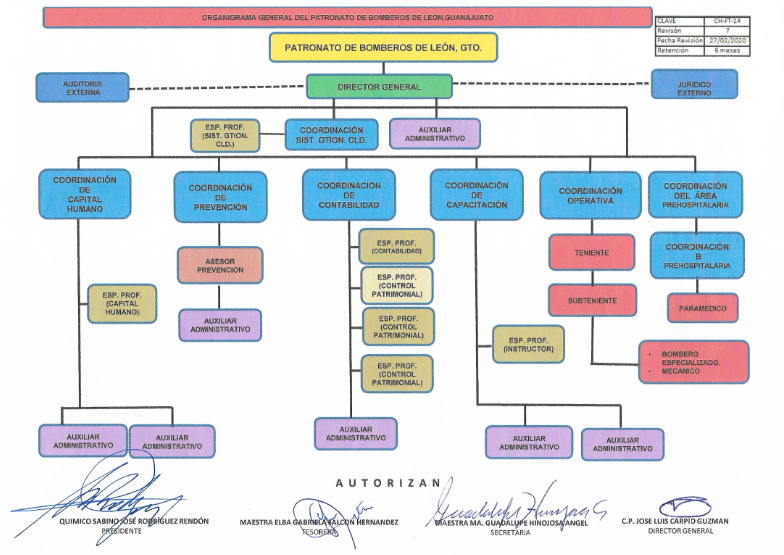 ORGANIGRAMA GENERAL DEL PATRONATO DE BOMBEROS DE LEON,GUANAJUATO
CLAVE CH-FT-14
Revisón 7
Fecha Revisión 27/02/2020
Retención 6 meses
PATRONATO DE BOMBEROS DE LEÓN, GTO.
AUDITORIA
EXTERNA
DIRECTOR GENERAL
JURÍDICO
EXTERNO
ESP. PROF.
(SIST. GTION.
CLD.)
COORDINACIÓN
SIST. GTION. CLD.
AUXILIAR
ADMINISTRATIVO
COORDINACIÓN
DE
CAPITAL
HUMANO
COORDINACIÓN
DE
PREVENCIÓN
COORDINACIÓN
DE
CONTABILIDAD
COORDINACIÓN
DE
CAPACITACIÓN
COORDINACIÓN
OPERATIVA
COORDINACIÓN
DEL ÁREA
PREHOSPITALARIA
ASESOR
PREVENCIÓN
ESP. PROF.
(CONTABILIDAD)
TENIENTE
COORDINACIÓN
B
PREHOSPITALARIA
ESP. PROF.
(CAPITAL
HUMANO)
AUXILIAR
ADMINISTRATIVO
ESP. PROF.
(CONTROL
PATRIMONIAL)
SUBTENIENTE
PARAMEDICO
ESP. PROF.
(CONTROL
PATRIMONIAL)
ESP. PROF.
(INSTRUCTOR)
• BOMBERO
ESPECIALIZADO.
• MECANICO
ESP. PROF.
(CONTROL
PATRIMONIAL)
AUXILIAR
ADMINISTRATIVO
AUXILIAR
ADMINISTRATIVO
AUXILIAR
ADMINISTRATIVO
AUXILIAR
ADMINISTRATIVO
AUXILIAR
ADMINISTRATIVO
AUTORIZAN
QUIMICO SABINO JOSÉ RODRÍGUEZ RENDÓN
PRESIDENTE
MAESTRA ELBA GABRIELA FALCON HERNANDEZ
TESORERA
MAESTRA MA. GUADALUPE HINOJOSA ANGEL
SECRETARIA
C.P. JOSE LUIS CARPIO GUZMAN
DIRECTOR GENERAL